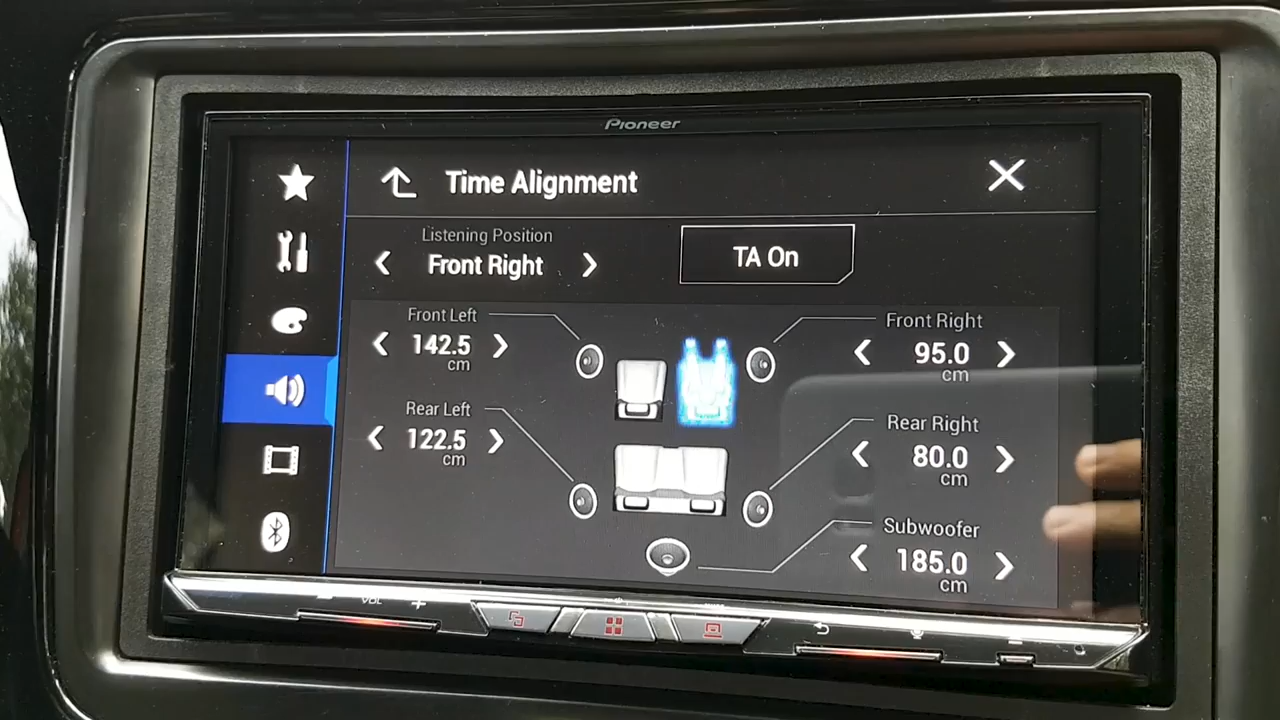 Pioneer
Time Alignment
Listening Position
Front Right
TA On
Front Left
142.5
cm
Front Right
95.0
cm
Rear Left
122.5
cm
Rear Right
80.0
cm
Subwoofer
185.0
cm
VOL
+